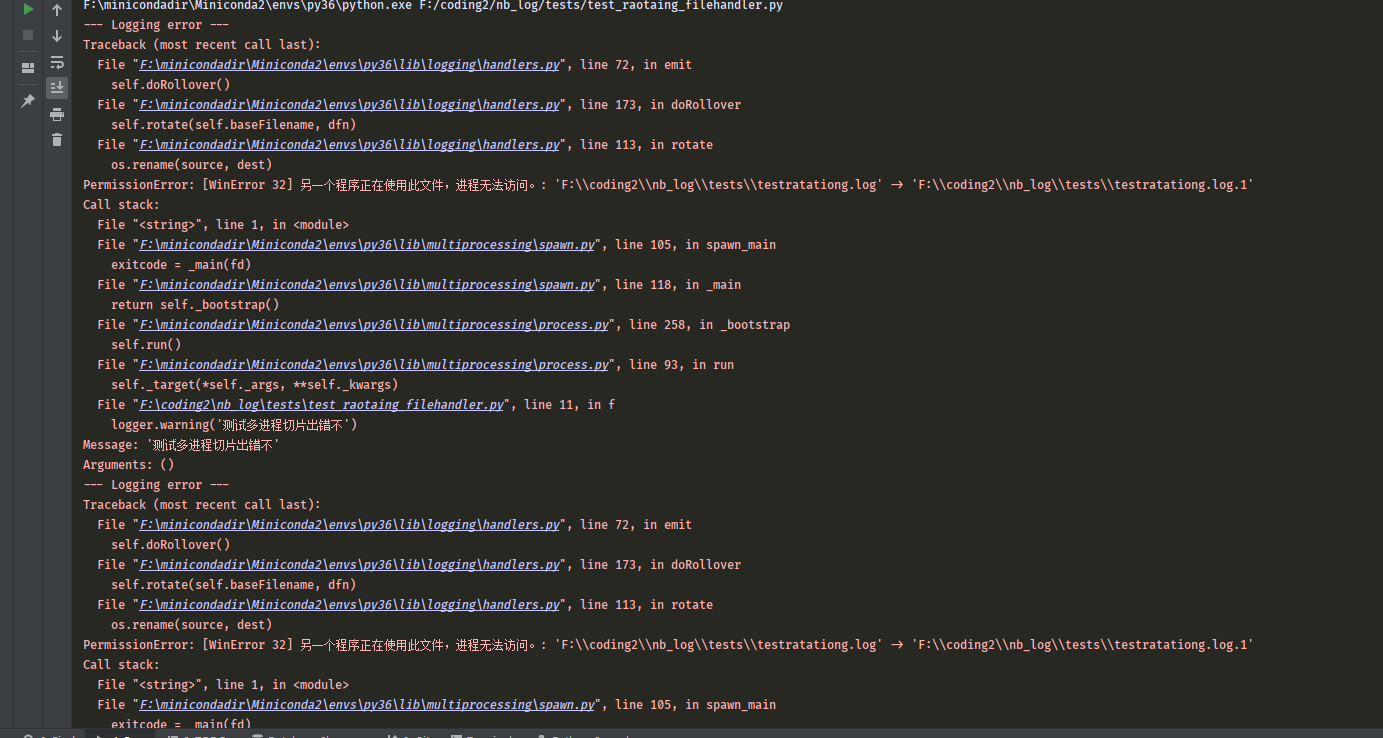 F:\minicondadir\Miniconda2\envs\py36\python.exe F:/coding2/nb_log/tests/test_raotaing_filehandler.py
--- Logging error ---
Traceback (most recent call last):
  File "F:\minicondadir\Miniconda2\envs\py36\lib\logging\handlers.py", line 72, in emit
    self.doRollover()
  File "F:\minicondadir\Miniconda2\envs\py36\lib\logging\handlers.py", line 173, in doRollover
    self.rotate(self.baseFilename, dfn)
  File "F:\minicondadir\Miniconda2\envs\py36\lib\logging\handlers.py", line 113, in rotate
    os.rename(source, dest)
PermissionError: [WinError 32] 另一个程序正在使用此文件，进程无法访问。: 'F:\\coding2\\nb_log\\tests\\testratationg.log' -> 'F:\\coding2\\nb_log\\tests\\testratationg.log.1'
Call stack:
  File "<string>", line 1, in <module>
  File "F:\minicondadir\Miniconda2\envs\py36\lib\multiprocessing\spawn.py", line 105, in spawn_main
    exitcode = _main(fd)
  File "F:\minicondadir\Miniconda2\envs\py36\lib\multiprocessing\spawn.py", line 118, in _main
    return self._bootstrap()
  File "F:\minicondadir\Miniconda2\envs\py36\lib\multiprocessing\process.py", line 258, in _bootstrap
    self.run()
  File "F:\minicondadir\Miniconda2\envs\py36\lib\multiprocessing\process.py", line 93, in run
    self._target(*self._args, **self._kwargs)
  File "F:\coding2\nb_log\tests\test_raotaing_filehandler.py", line 11, in f
    logger.warning('测试多进程切片出错不')
Message: '测试多进程切片出错不'
Arguments: ()
--- Logging error ---
Traceback (most recent call last):
  File "F:\minicondadir\Miniconda2\envs\py36\lib\logging\handlers.py", line 72, in emit
    self.doRollover()
  File "F:\minicondadir\Miniconda2\envs\py36\lib\logging\handlers.py", line 173, in doRollover
    self.rotate(self.baseFilename, dfn)
  File "F:\minicondadir\Miniconda2\envs\py36\lib\logging\handlers.py", line 113, in rotate
    os.rename(source, dest)
PermissionError: [WinError 32] 另一个程序正在使用此文件，进程无法访问。: 'F:\\coding2\\nb_log\\tests\\testratationg.log' -> 'F:\\coding2\\nb_log\\tests\\testratationg.log.1'
Call stack:
  File "<string>", line 1, in <module>
  File "F:\minicondadir\Miniconda2\envs\py36\lib\multiprocessing\spawn.py", line 105, in spawn_main
    exitcode = _main(fd)